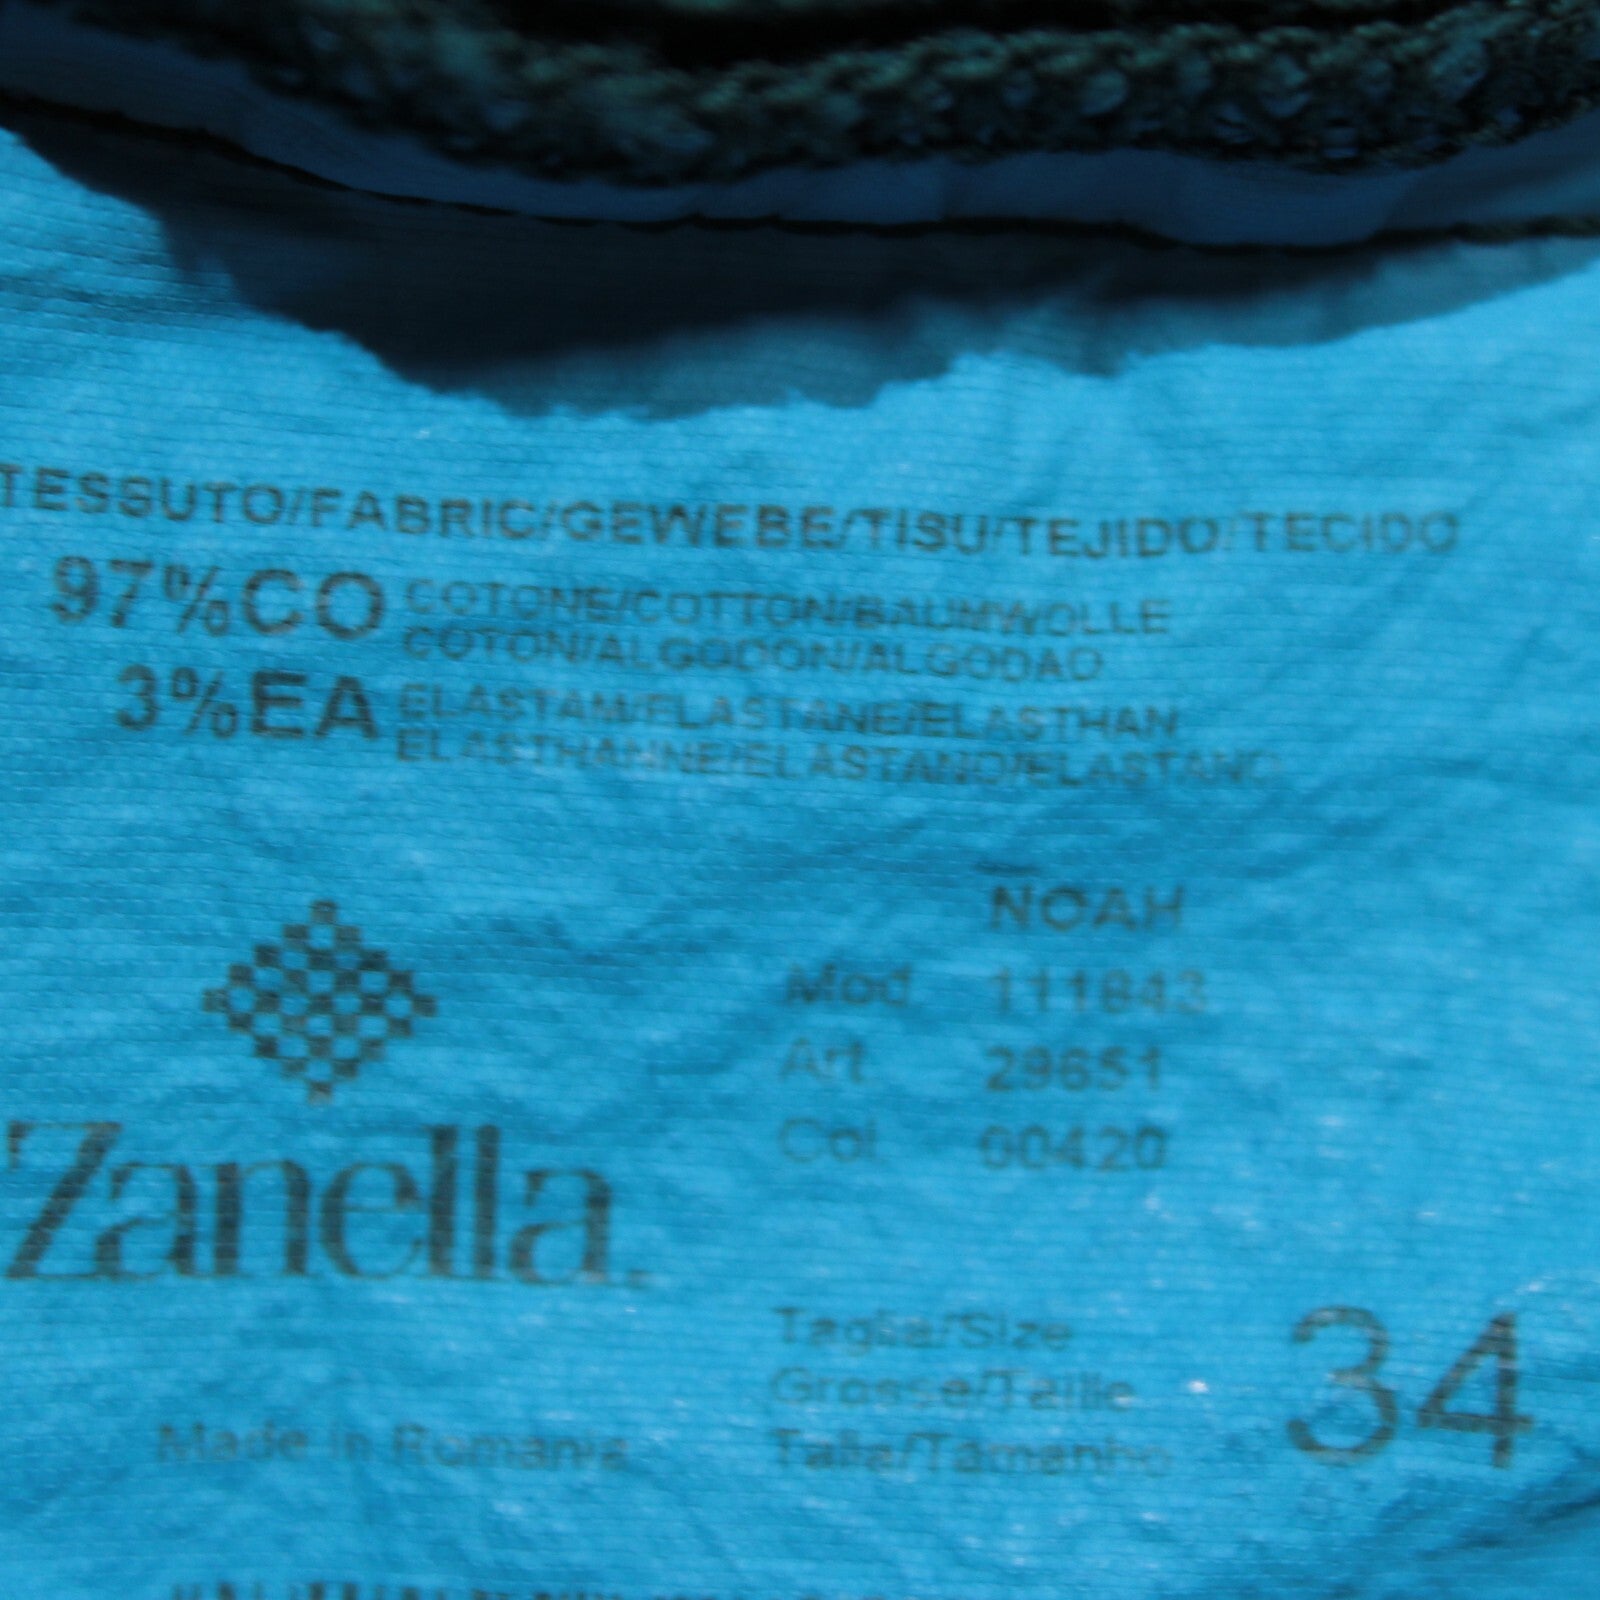 TESSUTO/FABRIC/GEWEBE/TISU/TEJIDO/TECIDO
97%CO COTONE/COTTON/BAUMWOLLE
COTON/ALGODON/ALGODAO
3%EA ELASTAM/ELASTANE/ELASTHAN
ELASTHANNE/ELASTANO/ELASTANO
NOAH
Mod 111843
Art 29651
Col 00420
Zanella
Taglia/Size
Grosse/Taille
Talla/Tamanho
34
Made in Romania